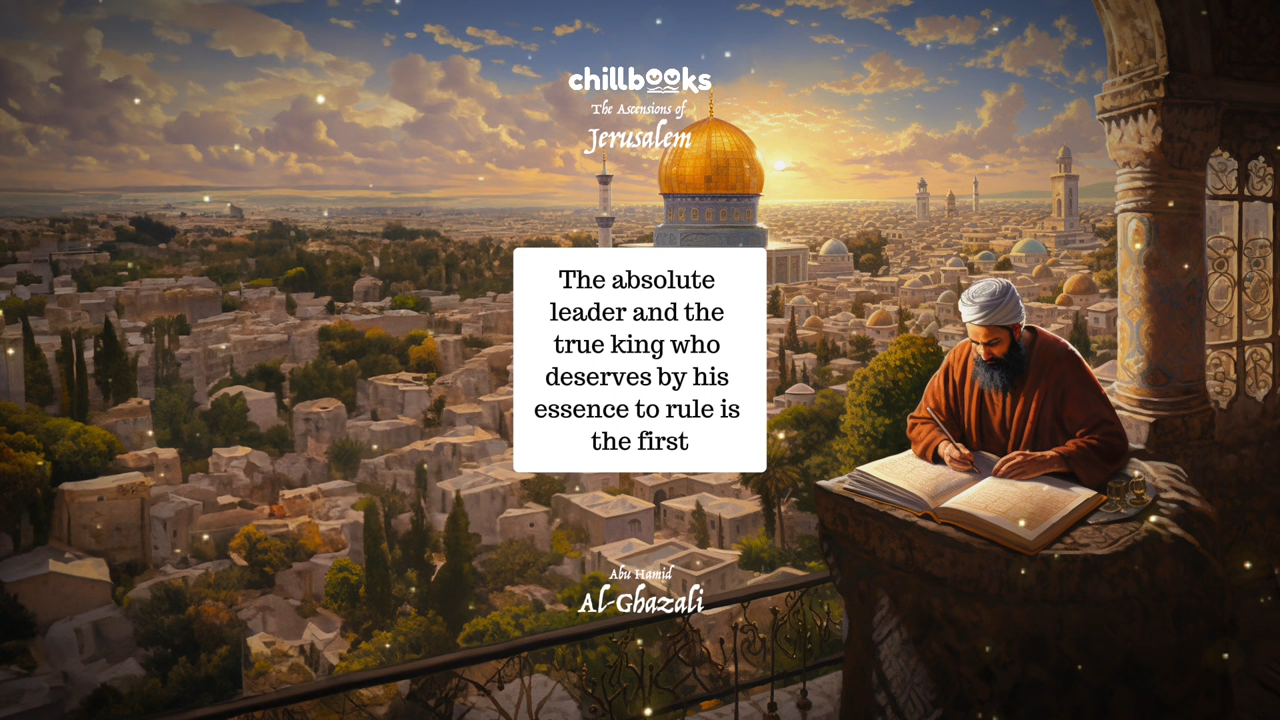 chillbooks
The Ascensions of
Jerusalem
The absolute
leader and the
true king who
deserves by his
essence to rule is
the first
Abu Hamid
Al-Ghazali